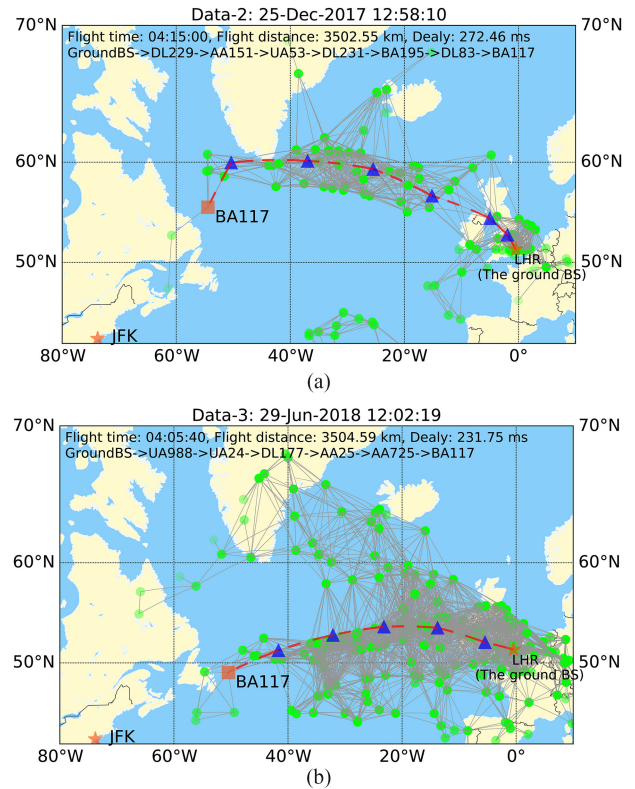 Data-2: 25-Dec-2017 12:58:10
70°N
70°N
Flight time: 04:15:00, Flight distance: 3502.55 km, Dealy: 272.46 ms
GroundBS->DL229->AA151->UA53->DL231->BA195->DL83->BA117
60°N
60°N
BA117
50°N
LHR
50°N
(The ground BS)
JFK
80°W
60°W
40°W
20°W
0°
(a)
Data-3: 29-Jun-2018 12:02:19
70°N
70°N
Flight time: 04:05:40, Flight distance: 3504.59 km, Dealy: 231.75 ms
GroundBS->UA988->UA24->DL177->AA25->AA725->BA117
60°N
60°N
50°N
LHR
50°N
BA117
(The ground BS)
JFK
80°W
60°W
40°W
20°W
0°
(b)